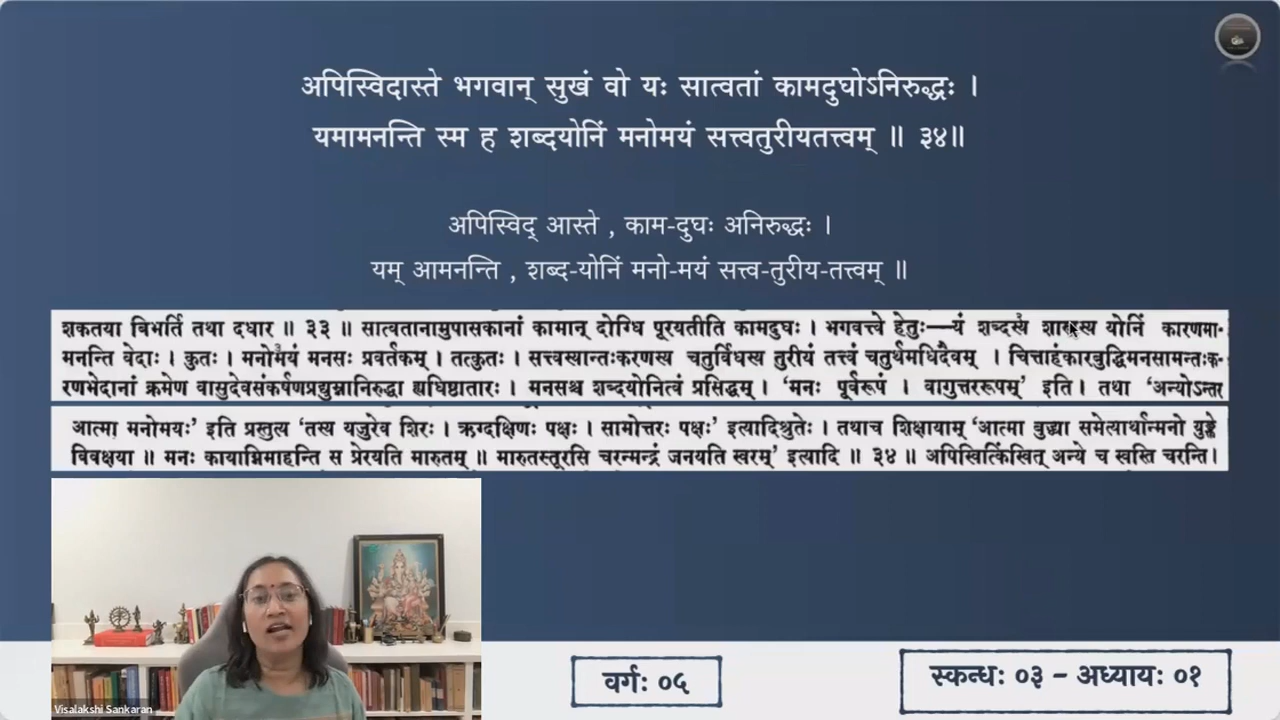 अपिस्विदास्ते भगवान् सुखं वो यः सात्वतां कामदुघोऽनिरुद्धः ।
यमामनन्ति स्म ह शब्दयोनिं मनोमयं सत्त्वतुरीयतत्त्वम् ॥ ३४॥
अपिस्विद् आस्ते , काम-दुघः अनिरुद्धः ।
यम् आमनन्ति , शब्द-योनिं मनो-मयं सत्त्व-तुरीय-तत्त्वम् ॥
शकतया बिभर्ति तथा दधार ॥ ३३ ॥ सात्वतानामुपासकानां कामान् दोग्धि पूरयतीति कामदुघः । भगवत्त्वे हेतुः—यं शब्दस्य शास्त्रस्य योनिं कारणमा-
मनन्ति वेदाः । कुतः । मनोमयं मनसः प्रवर्तकम् । तत्कुतः । सत्त्वस्यान्तःकरणस्य चतुर्विधस्य तुरीयं तत्त्वं चतुर्थमधिदैवम् । चित्ताहंकारबुद्धिमनसामन्तःक-
रणभेदानां क्रमेण वासुदेवसंकर्षणप्रद्युम्नानिरुद्धा ह्यधिष्ठातारः । मनसश्च शब्दयोनित्वं प्रसिद्धम् । 'मनः पूर्वरूपं । वागुत्तररूपम्' इति । तथा 'अन्योऽन्तर
आत्मा मनोमयः' इति प्रस्तुत्य 'तस्य यजुरेव शिरः । ऋग्दक्षिणः पक्षः । सामोत्तरः पक्षः' इत्यादिश्रुतेः । तथाच शिक्षायाम् 'आत्मा बुद्ध्या समेत्यार्थान्मनो युङ्क्ते
विवक्षया ॥ मनः कायाग्निमाहन्ति स प्रेरयति मारुतम् ॥ मारुतस्तूरसि चरन्मन्द्रं जनयति स्वरम्' इत्यादि ॥ ३४ ॥ अपिस्वित्किंस्वित् अन्ये च स्वस्ति चरन्ति ।
Visalakshi Sankaran
वर्गः ०५
स्कन्धः ०३ - अध्यायः ०१